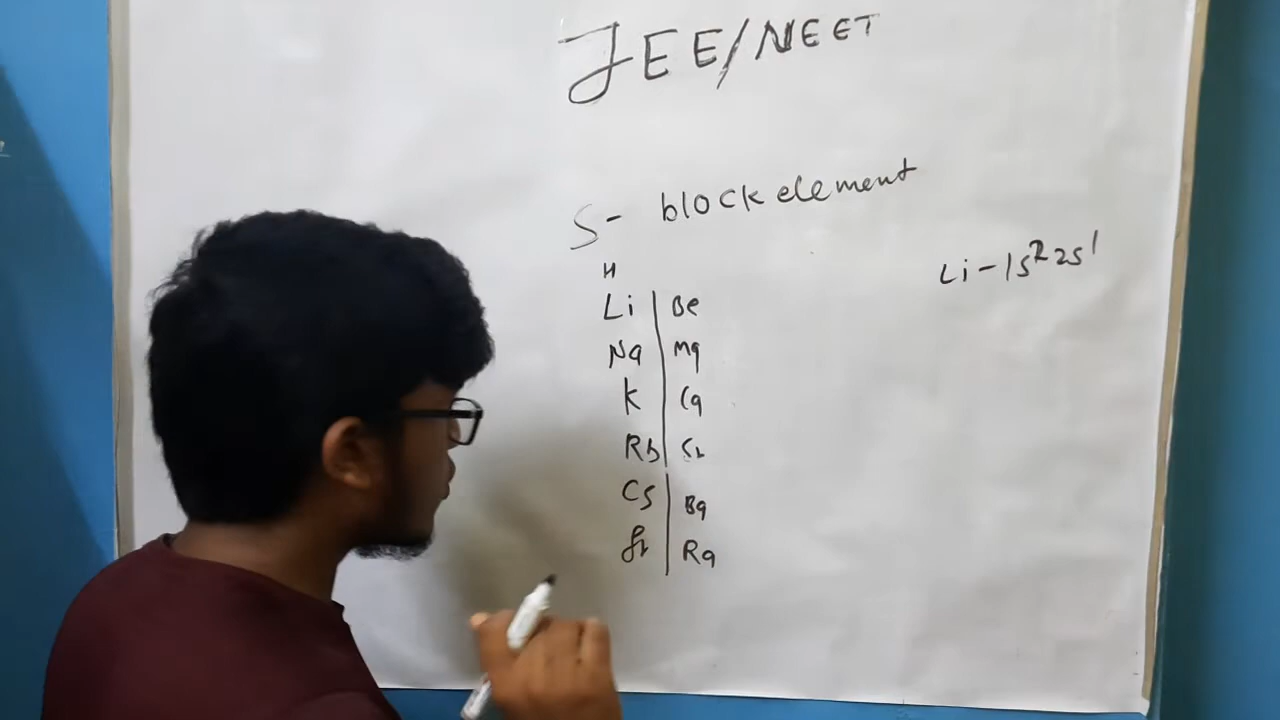 JEE/NEET
S- block element
H
Li | Be
Na | Mg
K | Ca
Rb | Sr
Cs | Ba
fr | Ra
Li-1s²2s¹